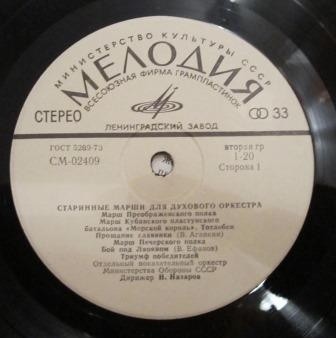 МИНИСТЕРСТВО КУЛЬТУРЫ СССР
МЕЛОДИЯ
ВСЕСОЮЗНАЯ ФИРМА ГРАМПЛАСТИНОК
СТЕРЕО
33
ЛЕНИНГРАДСКИЙ ЗАВОД
ГОСТ 5289-73
вторая гр
СМ-02409
1-20
Сторона 1
СТАРИННЫЕ МАРШИ ДЛЯ ДУХОВОГО ОРКЕСТРА
Марш Преображенского полка
Марш Кубанского пластунского
батальона «Морской король», Тотлебен
Прощание славянки (В. Агапкин)
Марш Печерского полка
Бой под Ляояном (В. Ефанов)
Триумф победителей
Отдельный показательный оркестр
Министерства Обороны СССР
Дирижер Н. Назаров